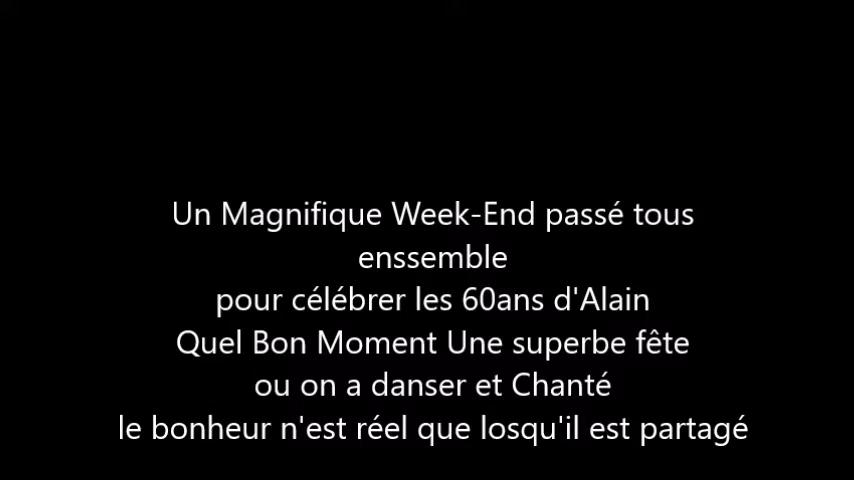 Un Magnifique Week-End passé tous
enssemble
pour célébrer les 60ans d'Alain
Quel Bon Moment Une superbe fête
ou on a danser et Chanté
le bonheur n'est réel que losqu'il est partagé